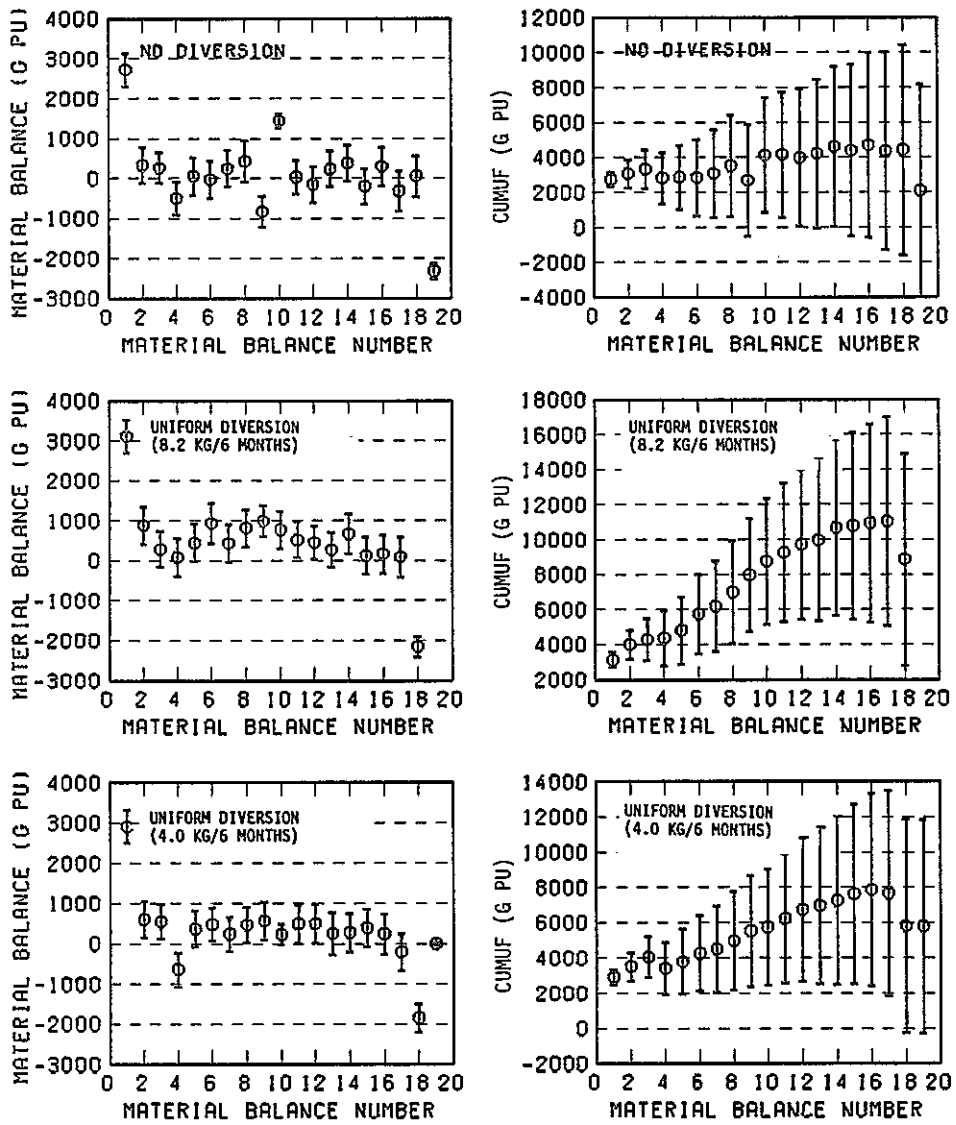 MATERIAL BALANCE (G PU)
4000
3000
2000
1000
0
-1000
-2000
-3000
NO DIVERSION
0 2 4 6 8 10 12 14 16 18 20
MATERIAL BALANCE NUMBER
CUMUF (G PU)
12000
10000
8000
6000
4000
2000
0
-2000
-4000
NO DIVERSION
0 2 4 6 8 10 12 14 16 18 20
MATERIAL BALANCE NUMBER
MATERIAL BALANCE (G PU)
4000
3000
2000
1000
0
-1000
-2000
-3000
UNIFORM DIVERSION
(8.2 KG/6 MONTHS)
0 2 4 6 8 10 12 14 16 18 20
MATERIAL BALANCE NUMBER
CUMUF (G PU)
18000
16000
14000
12000
10000
8000
6000
4000
2000
UNIFORM DIVERSION
(8.2 KG/6 MONTHS)
0 2 4 6 8 10 12 14 16 18 20
MATERIAL BALANCE NUMBER
MATERIAL BALANCE (G PU)
4000
3000
2000
1000
0
-1000
-2000
-3000
UNIFORM DIVERSION
(4.0 KG/6 MONTHS)
0 2 4 6 8 10 12 14 16 18 20
MATERIAL BALANCE NUMBER
CUMUF (G PU)
14000
12000
10000
8000
6000
4000
2000
0
-2000
UNIFORM DIVERSION
(4.0 KG/6 MONTHS)
0 2 4 6 8 10 12 14 16 18 20
MATERIAL BALANCE NUMBER